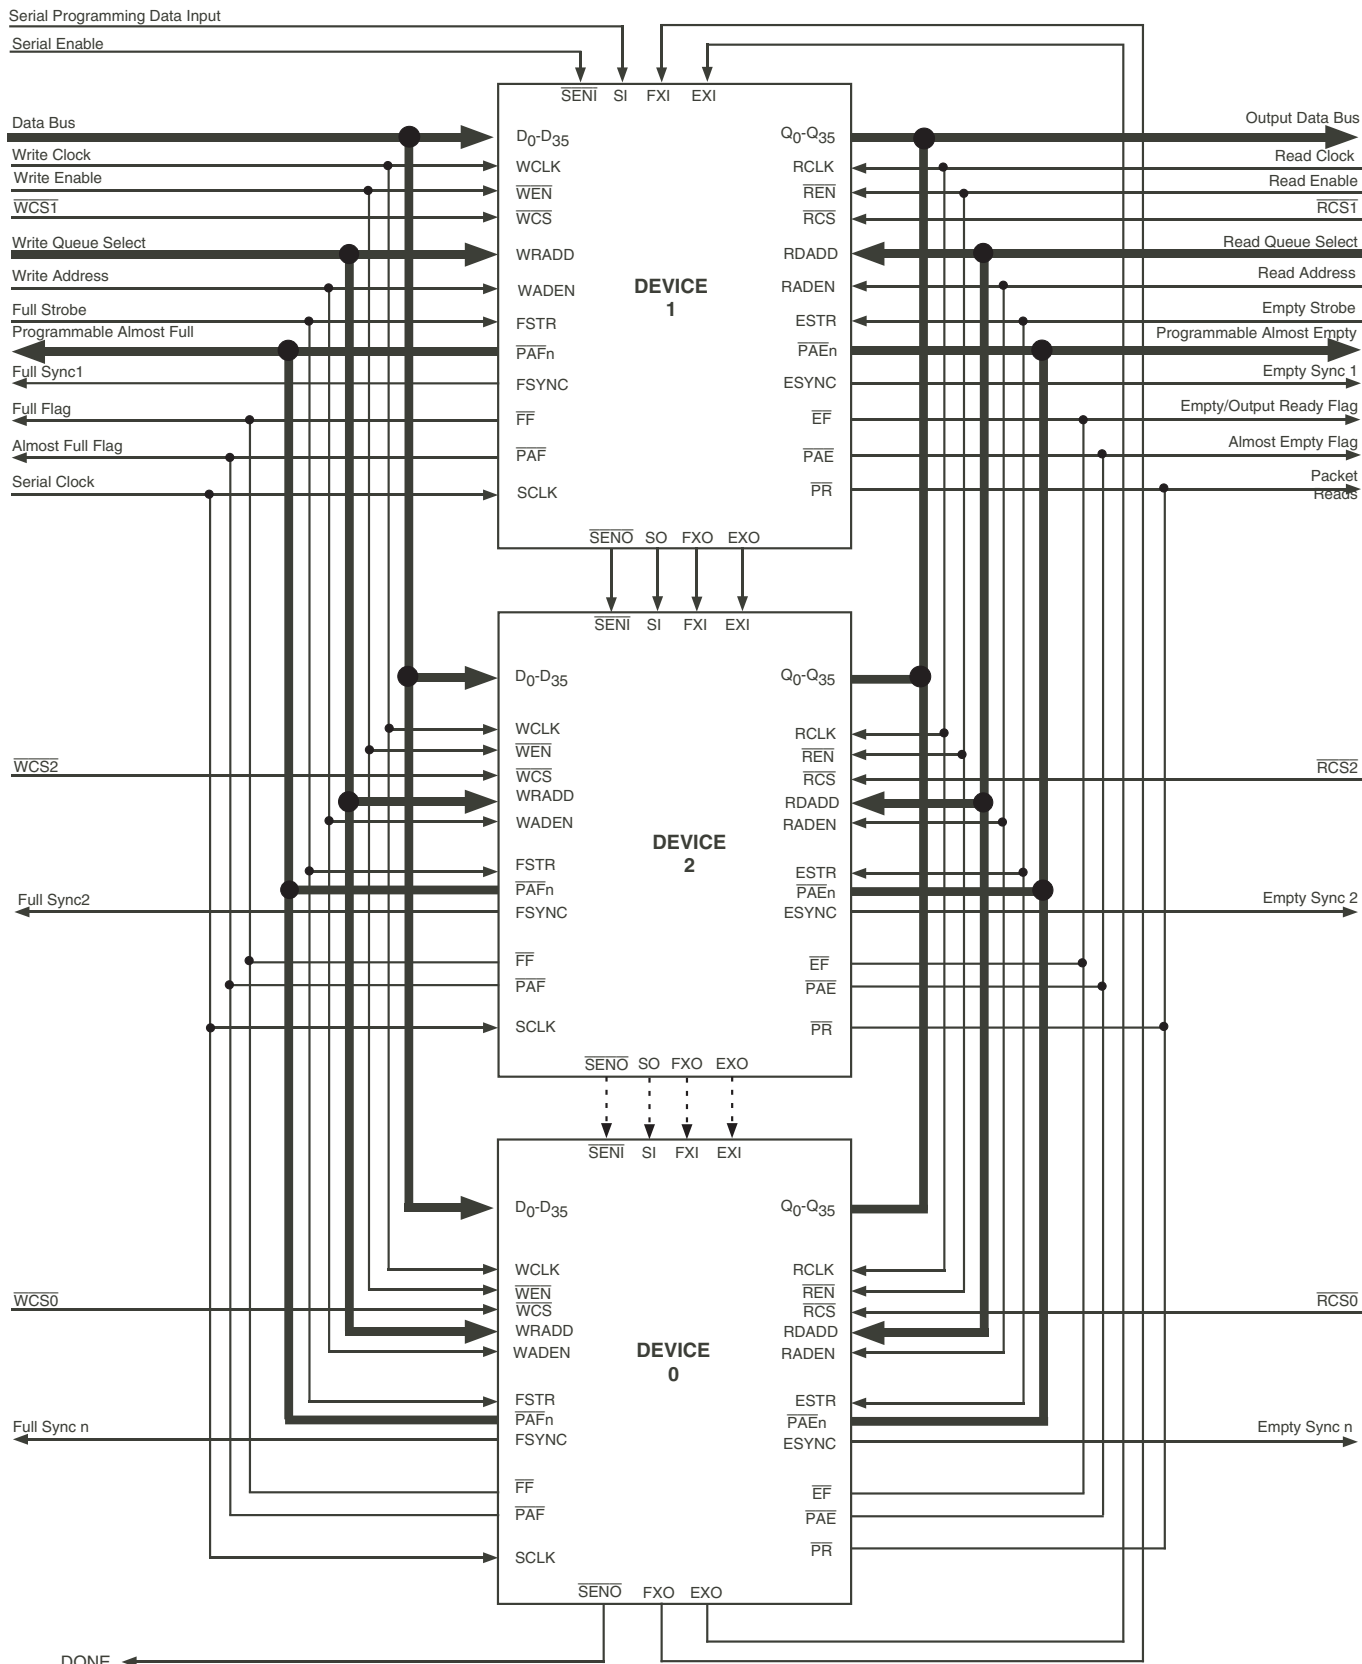 Serial Programming Data Input
Serial Enable
SENI SI FXI EXI
Data Bus D0-D35 Q0-Q35 Output Data Bus
Write Clock WCLK RCLK Read Clock
Write Enable WEN REN Read Enable
WCS1 WCS RCS RCS1
Write Queue Select WRADD RDADD Read Queue Select
Write Address WADEN RADEN Read Address
DEVICE
1
Full Strobe FSTR ESTR Empty Strobe
Programmable Almost Full PAFn PAEn Programmable Almost Empty
Full Sync1 FSYNC ESYNC Empty Sync 1
Full Flag FF EF Empty/Output Ready Flag
Almost Full Flag PAF PAE Almost Empty Flag
Serial Clock SCLK PR Packet
Reads
SENO SO FXO EXO
SENI SI FXI EXI
D0-D35 Q0-Q35
WCLK RCLK
WEN REN
WCS2 WCS RCS RCS2
WRADD RDADD
WADEN RADEN
DEVICE
2
FSTR ESTR
PAFn PAEn
Full Sync2 FSYNC ESYNC Empty Sync 2
FF EF
PAF PAE
SCLK PR
SENO SO FXO EXO
SENI SI FXI EXI
D0-D35 Q0-Q35
WCLK RCLK
WEN REN
WCS0 WCS RCS RCS0
WRADD RDADD
WADEN RADEN
DEVICE
0
FSTR ESTR
PAFn PAEn
Full Sync n FSYNC ESYNC Empty Sync n
FF EF
PAF PAE
SCLK PR
SENO FXO EXO
DONE